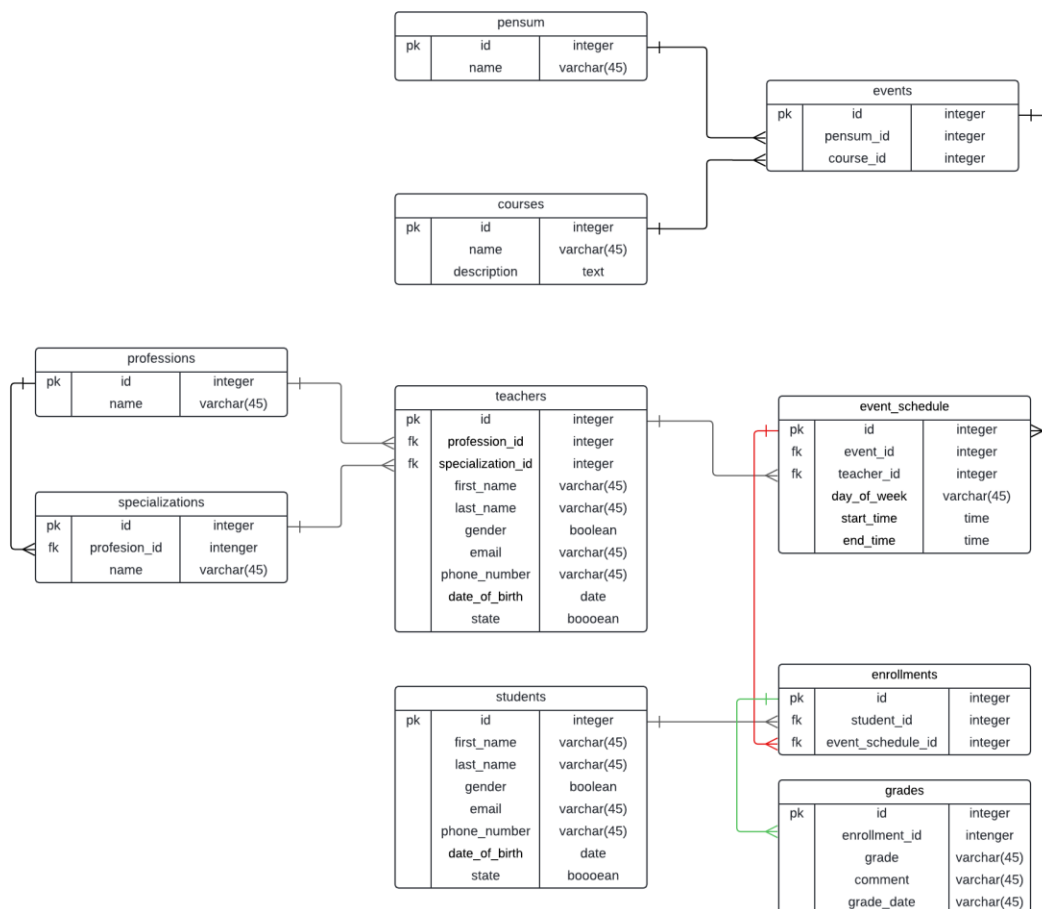 pensum
pk id integer
name varchar(45)
events
pk id integer
pensum_id integer
course_id integer
courses
pk id integer
name varchar(45)
description text
professions
pk id integer
name varchar(45)
specializations
pk id integer
fk profesion_id intenger
name varchar(45)
teachers
pk id integer
fk profession_id integer
fk specialization_id integer
first_name varchar(45)
last_name varchar(45)
gender boolean
email varchar(45)
phone_number varchar(45)
date_of_birth date
state boooean
event_schedule
pk id integer
fk event_id integer
fk teacher_id integer
day_of_week varchar(45)
start_time time
end_time time
students
pk id integer
first_name varchar(45)
last_name varchar(45)
gender boolean
email varchar(45)
phone_number varchar(45)
date_of_birth date
state boooean
enrollments
pk id integer
fk student_id integer
fk event_schedule_id integer
grades
pk id integer
enrollment_id intenger
grade varchar(45)
comment varchar(45)
grade_date varchar(45)